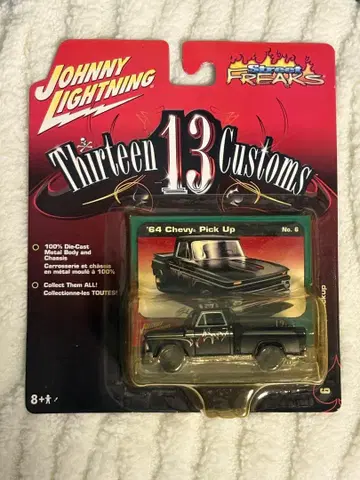 JOHNNY
LIGHTNING
Street
FREAKS
Thirteen 13 Customs
'64 Chevy® Pick Up
No. 6
100% Die-Cast
Metal Body and
Chassis
Carrosserie et châssis
en métal moulé à 100%
Collect Them ALL!
Collectionne-les TOUTES!
8+
6